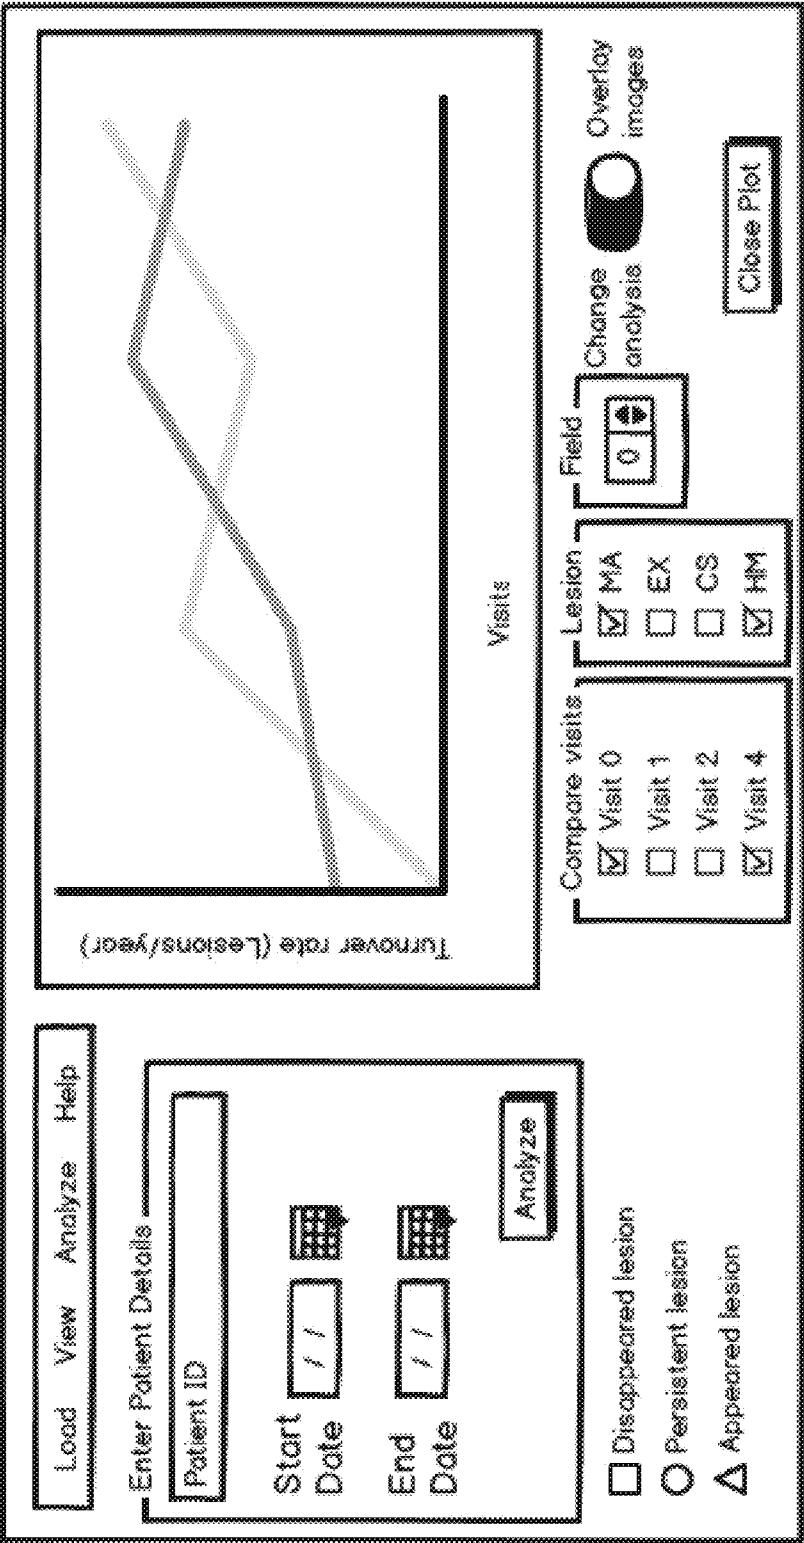 Load View Analyze Help
Enter Patient Details
Patient ID
Start
Date
/ /
End
Date
/ /
Analyze
Disappeared lesion
Persistent lesion
Appeared lesion
Turnover rate (Lesions/year)
Visits
Compare visits
Visit 0
Visit 1
Visit 2
Visit 4
Lesion
MA
EX
CS
HM
Field
0
Change
analysis
Overlay
images
Close Plot